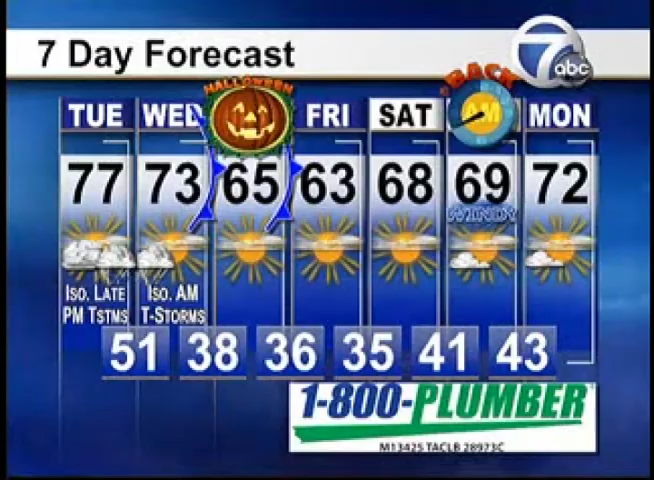 7 Day Forecast
7 abc
HALLOWEEN
BACK
AM
TUE WED FRI SAT MON
77 73 65 63 68 69 72
WINDY
ISO. LATE PM TSTMS
ISO. AM T-STORMS
51 38 36 35 41 43
1-800-PLUMBER
M13425 TACLB 28973C